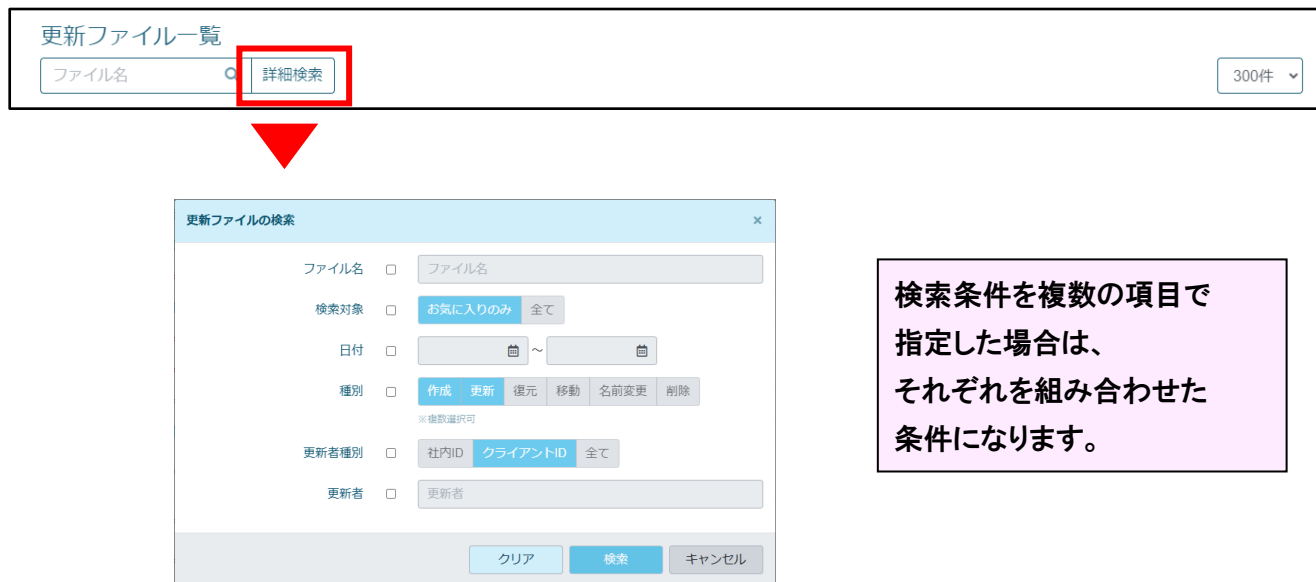 更新ファイル一覧
ファイル名 詳細検索 300件
更新ファイルの検索 ×
ファイル名 ファイル名
検索対象 お気に入りのみ 全て
日付 ～
種別 作成 更新 復元 移動 名前変更 削除
※複数選択可
更新者種別 社内ID クライアントID 全て
更新者 更新者
クリア 検索 キャンセル
検索条件を複数の項目で
指定した場合は、
それぞれを組み合わせた
条件になります。